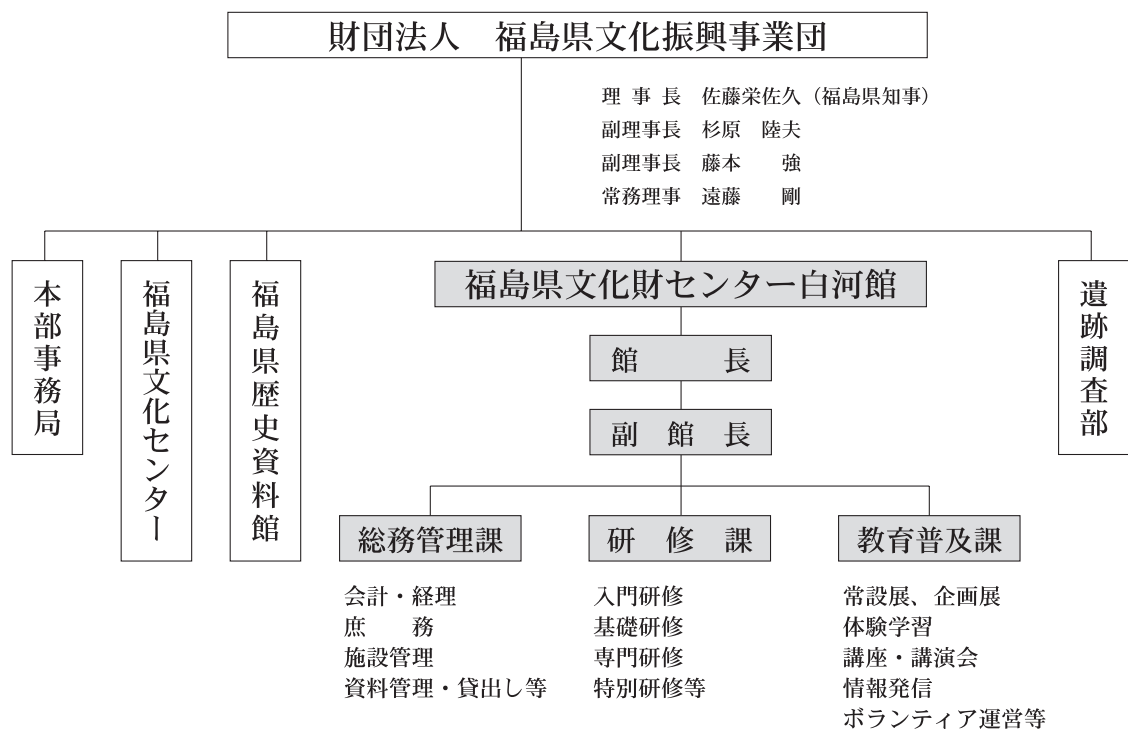 財団法人　福島県文化振興事業団
理 事 長　佐藤栄佐久（福島県知事）
副理事長　杉原　陸夫
副理事長　藤本　　強
常務理事　遠藤　　剛
本部事務局
福島県文化センター
福島県歴史資料館
福島県文化財センター白河館
遺跡調査部
館　　長
副　館　長
総務管理課
会計・経理
庶　　務
施設管理
資料管理・貸出し等
研　修　課
入門研修
基礎研修
専門研修
特別研修等
教育普及課
常設展、企画展
体験学習
講座・講演会
情報発信
ボランティア運営等